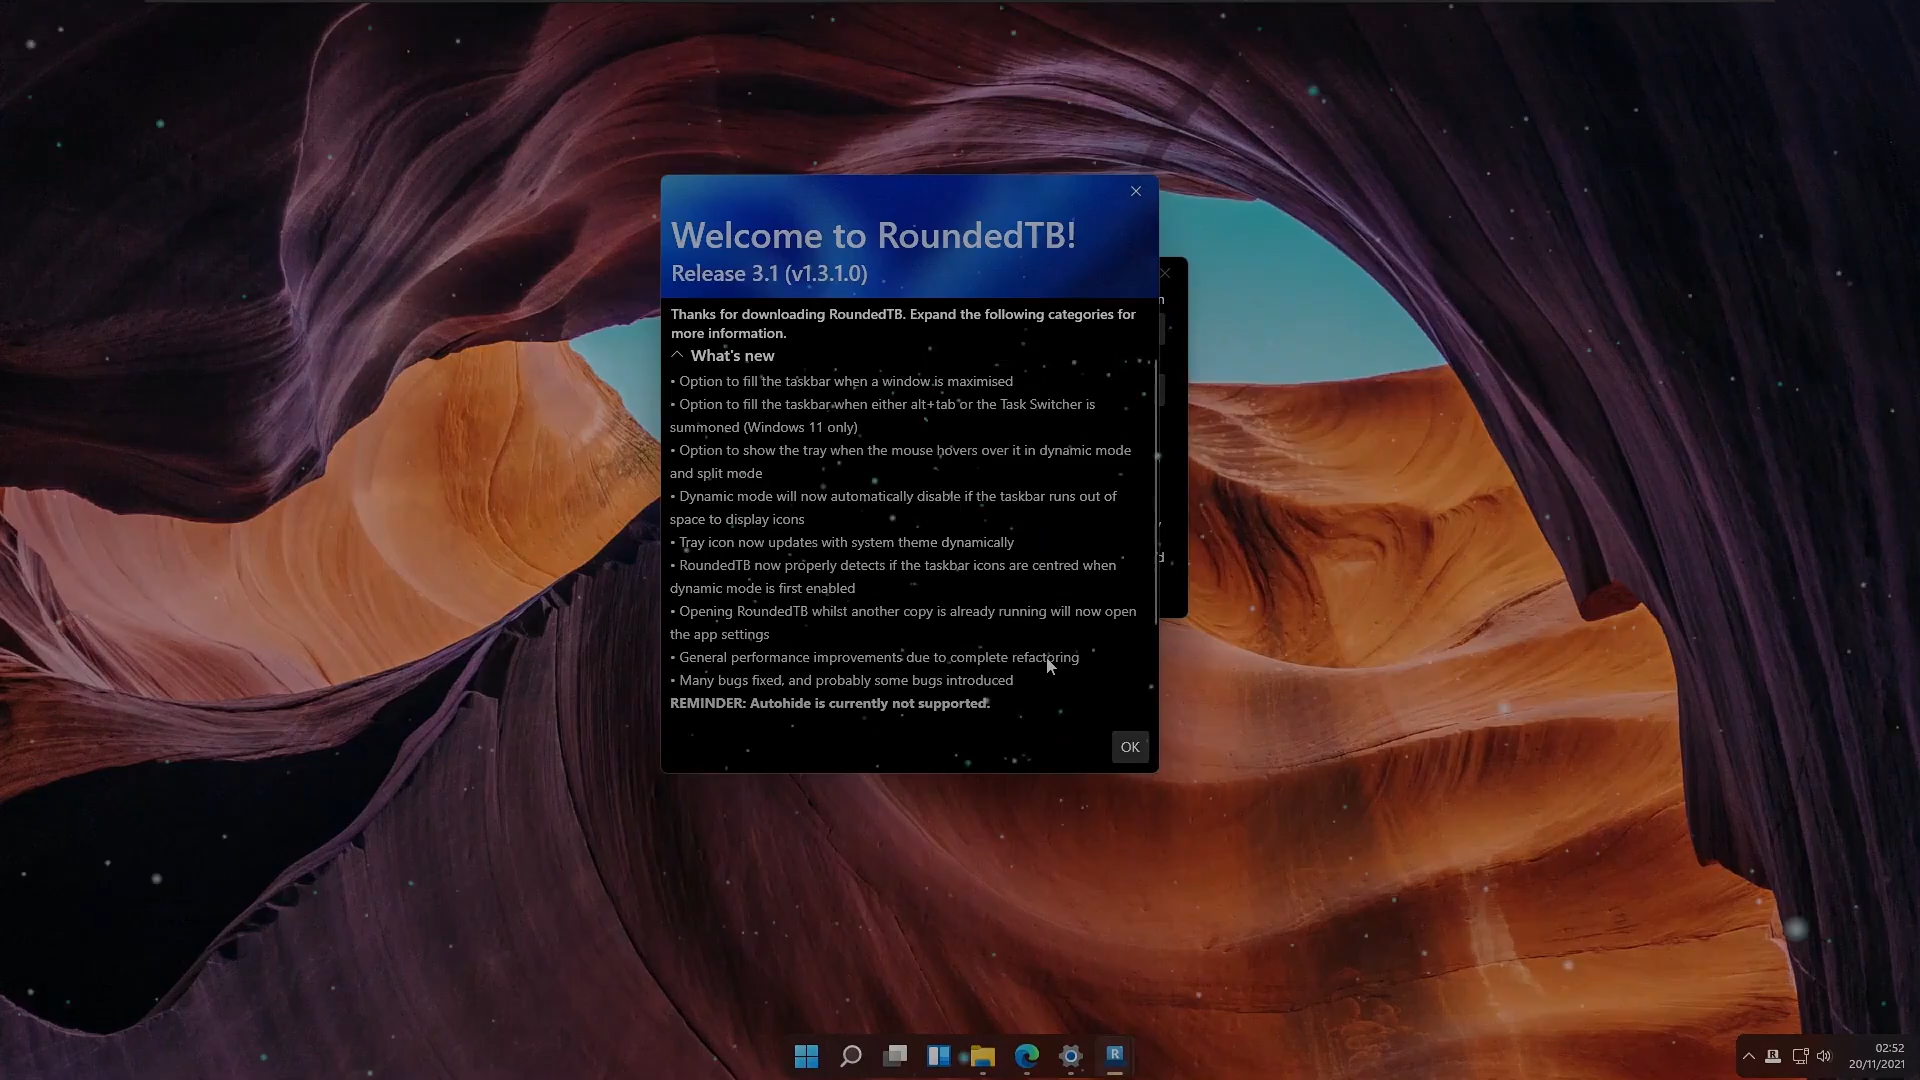 Welcome to RoundedTB!
Release 3.1 (v1.3.1.0)
Thanks for downloading RoundedTB. Expand the following categories for
more information.
What's new
• Option to fill the taskbar when a window is maximised
• Option to fill the taskbar when either alt+tab or the Task Switcher is
summoned (Windows 11 only)
• Option to show the tray when the mouse hovers over it in dynamic mode
and split mode
• Dynamic mode will now automatically disable if the taskbar runs out of
space to display icons
• Tray icon now updates with system theme dynamically
• RoundedTB now properly detects if the taskbar icons are centred when
dynamic mode is first enabled
• Opening RoundedTB whilst another copy is already running will now open
the app settings
• General performance improvements due to complete refactoring
• Many bugs fixed, and probably some bugs introduced
REMINDER: Autohide is currently not supported.
OK
R
R
02:52
20/11/2021